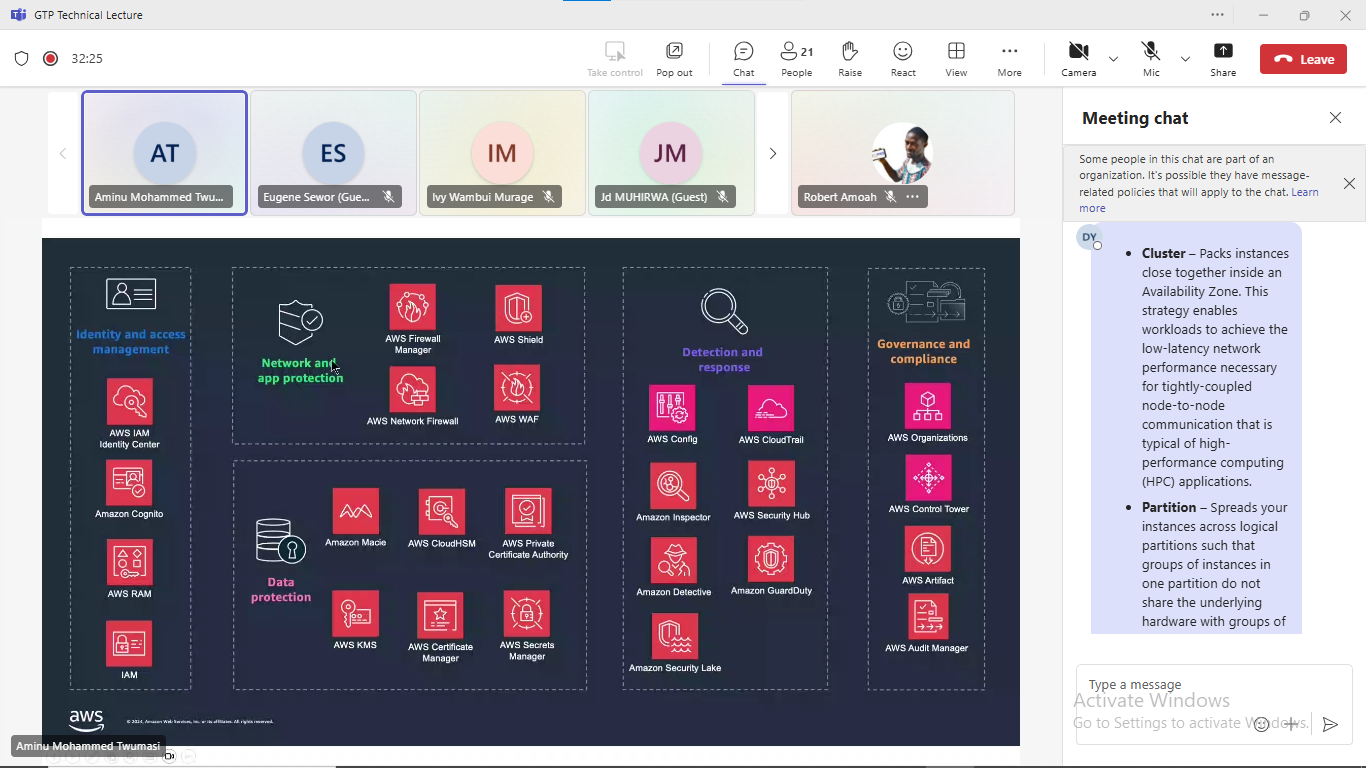 GTP Technical Lecture
32:25
Take control
Pop out
Chat
21
People
Raise
React
View
More
Camera
Mic
Share
Leave
AT
Aminu Mohammed Twu...
ES
Eugene Sewor (Gue...
IM
Ivy Wambui Murage
JM
Jd MUHIRWA (Guest)
Robert Amoah
Identity and access
management
AWS IAM
Identity Center
Amazon Cognito
AWS RAM
IAM
Network and
app protection
AWS Firewall
Manager
AWS Shield
AWS Network Firewall
AWS WAF
Data
protection
Amazon Macie
AWS CloudHSM
AWS Private
Certificate Authority
AWS KMS
AWS Certificate
Manager
AWS Secrets
Manager
Detection and
response
AWS Config
AWS CloudTrail
Amazon Inspector
AWS Security Hub
Amazon Detective
Amazon GuardDuty
Amazon Security Lake
Governance and
compliance
AWS Organizations
AWS Control Tower
AWS Artifact
AWS Audit Manager
aws
© 2024, Amazon Web Services, Inc. or its affiliates. All rights reserved.
Aminu Mohammed Twumasi
Meeting chat
Some people in this chat are part of an
organization. It's possible they have message-
related policies that will apply to the chat. Learn
more
DY
• Cluster – Packs instances
close together inside an
Availability Zone. This
strategy enables
workloads to achieve the
low-latency network
performance necessary
for tightly-coupled
node-to-node
communication that is
typical of high-
performance computing
(HPC) applications.
• Partition – Spreads your
instances across logical
partitions such that
groups of instances in
one partition do not
share the underlying
hardware with groups of
Type a message
Activate Windows
Go to Settings to activate Windows.